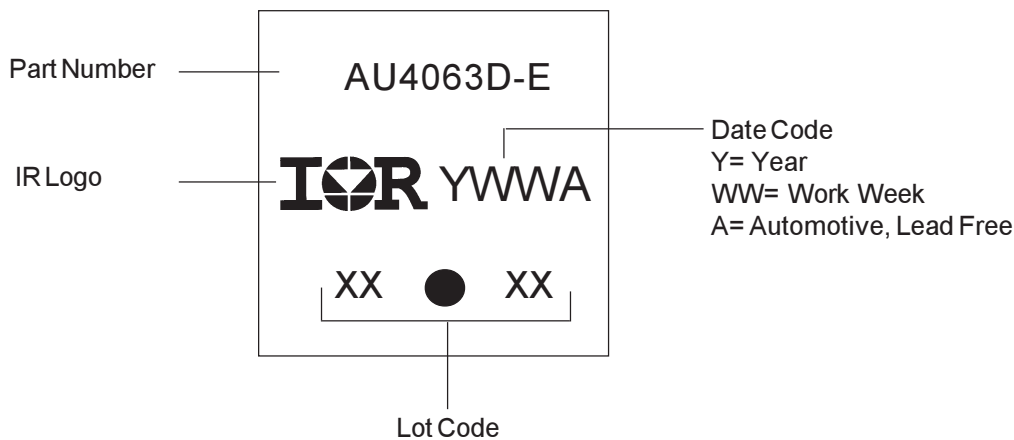 Part Number
AU4063D-E
IR Logo
IOR YWWA
Date Code
Y= Year
WW= Work Week
A= Automotive, Lead Free
XX XX
Lot Code